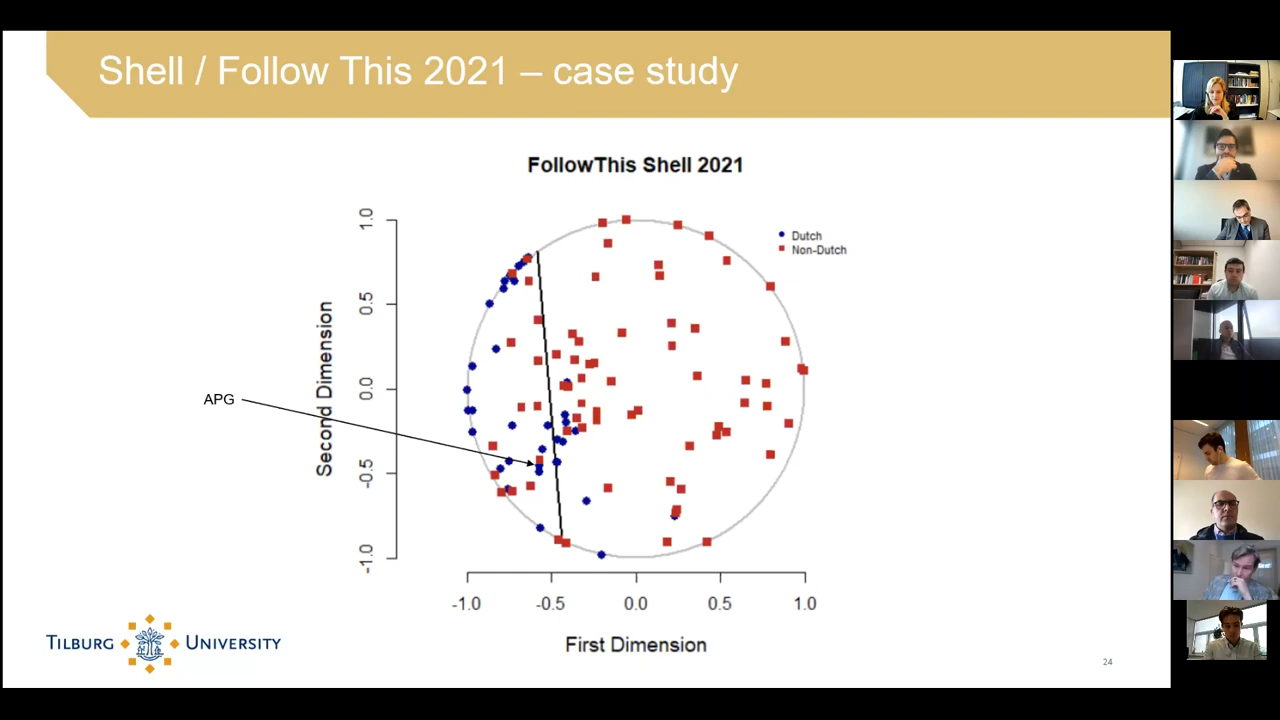 Shell / Follow This 2021 – case study
FollowThis Shell 2021
Dutch
Non-Dutch
1.0
0.5
0.0
-0.5
-1.0
Second Dimension
APG
-1.0 -0.5 0.0 0.5 1.0
First Dimension
TILBURG UNIVERSITY
24